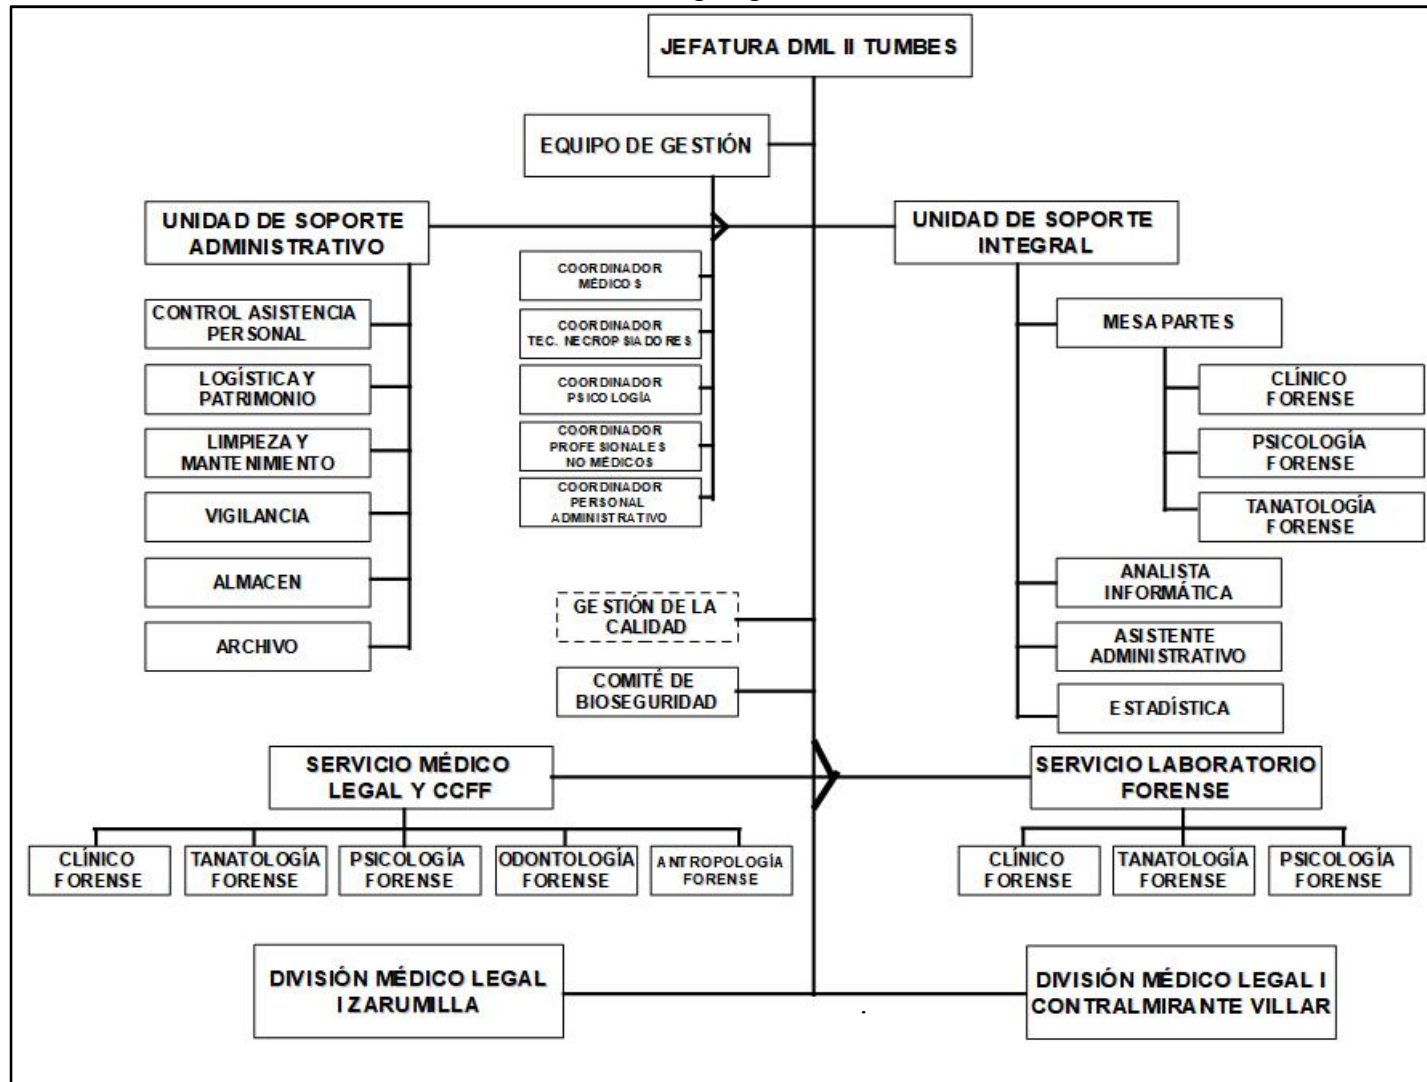 JEFATURA DML II TUMBES
EQUIPO DE GESTIÓN
UNIDAD DE SOPORTE
ADMINISTRATIVO
UNIDAD DE SOPORTE
INTEGRAL
CONTROL ASISTENCIA
PERSONAL
LOGÍSTICA Y
PATRIMONIO
LIMPIEZA Y
MANTENIMIENTO
VIGILANCIA
ALMACEN
ARCHIVO
COORDINADOR
MÉDICOS
COORDINADOR
TEC. NECROPSIADORES
COORDINADOR
PSICOLOGÍA
COORDINADOR
PROFESIONALES
NO MÉDICOS
COORDINADOR
PERSONAL
ADMINISTRATIVO
MESA PARTES
CLÍNICO
FORENSE
PSICOLOGÍA
FORENSE
TANATOLOGÍA
FORENSE
ANALISTA
INFORMÁTICA
ASISTENTE
ADMINISTRATIVO
ESTADÍSTICA
GESTIÓN DE LA
CALIDAD
COMITÉ DE
BIOSEGURIDAD
SERVICIO MÉDICO
LEGAL Y CCFF
SERVICIO LABORATORIO
FORENSE
CLÍNICO
FORENSE
TANATOLOGÍA
FORENSE
PSICOLOGÍA
FORENSE
ODONTOLOGÍA
FORENSE
ANTROPOLOGÍA
FORENSE
CLÍNICO
FORENSE
TANATOLOGÍA
FORENSE
PSICOLOGÍA
FORENSE
DIVISIÓN MÉDICO LEGAL
I ZARUMILLA
DIVISIÓN MÉDICO LEGAL I
CONTRALMIRANTE VILLAR